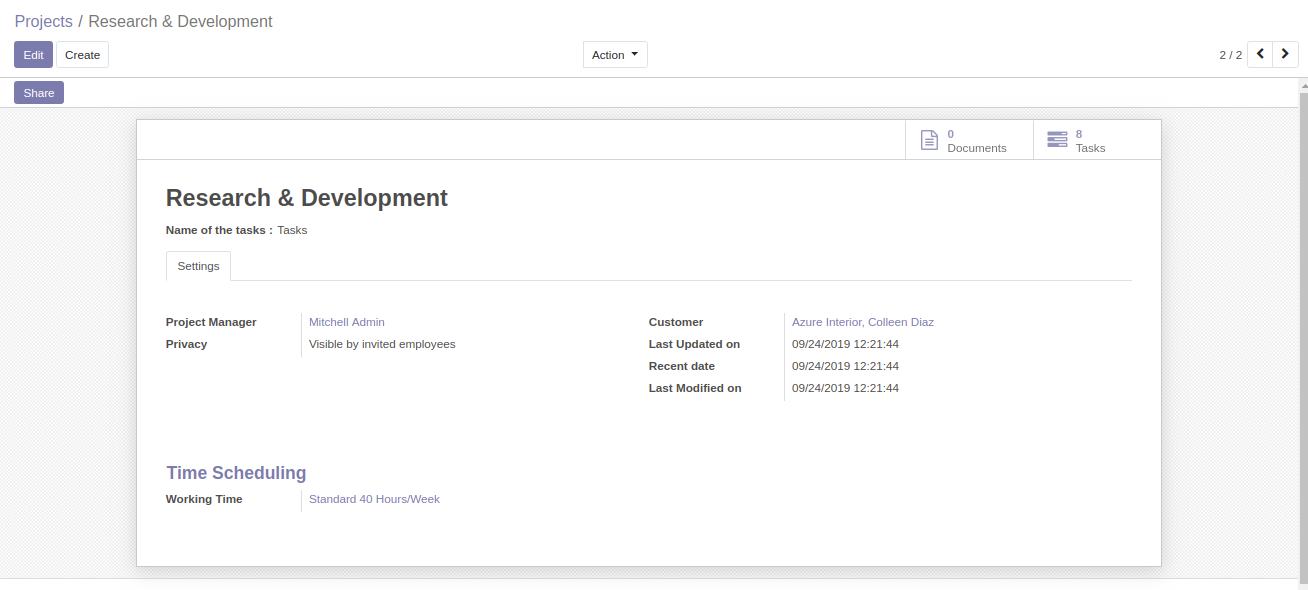 Projects / Research & Development
Edit Create Action 2 / 2
Share
0
Documents
8
Tasks
Research & Development
Name of the tasks : Tasks
Settings
Project Manager Mitchell Admin
Privacy Visible by invited employees
Customer Azure Interior, Colleen Diaz
Last Updated on 09/24/2019 12:21:44
Recent date 09/24/2019 12:21:44
Last Modified on 09/24/2019 12:21:44
Time Scheduling
Working Time Standard 40 Hours/Week